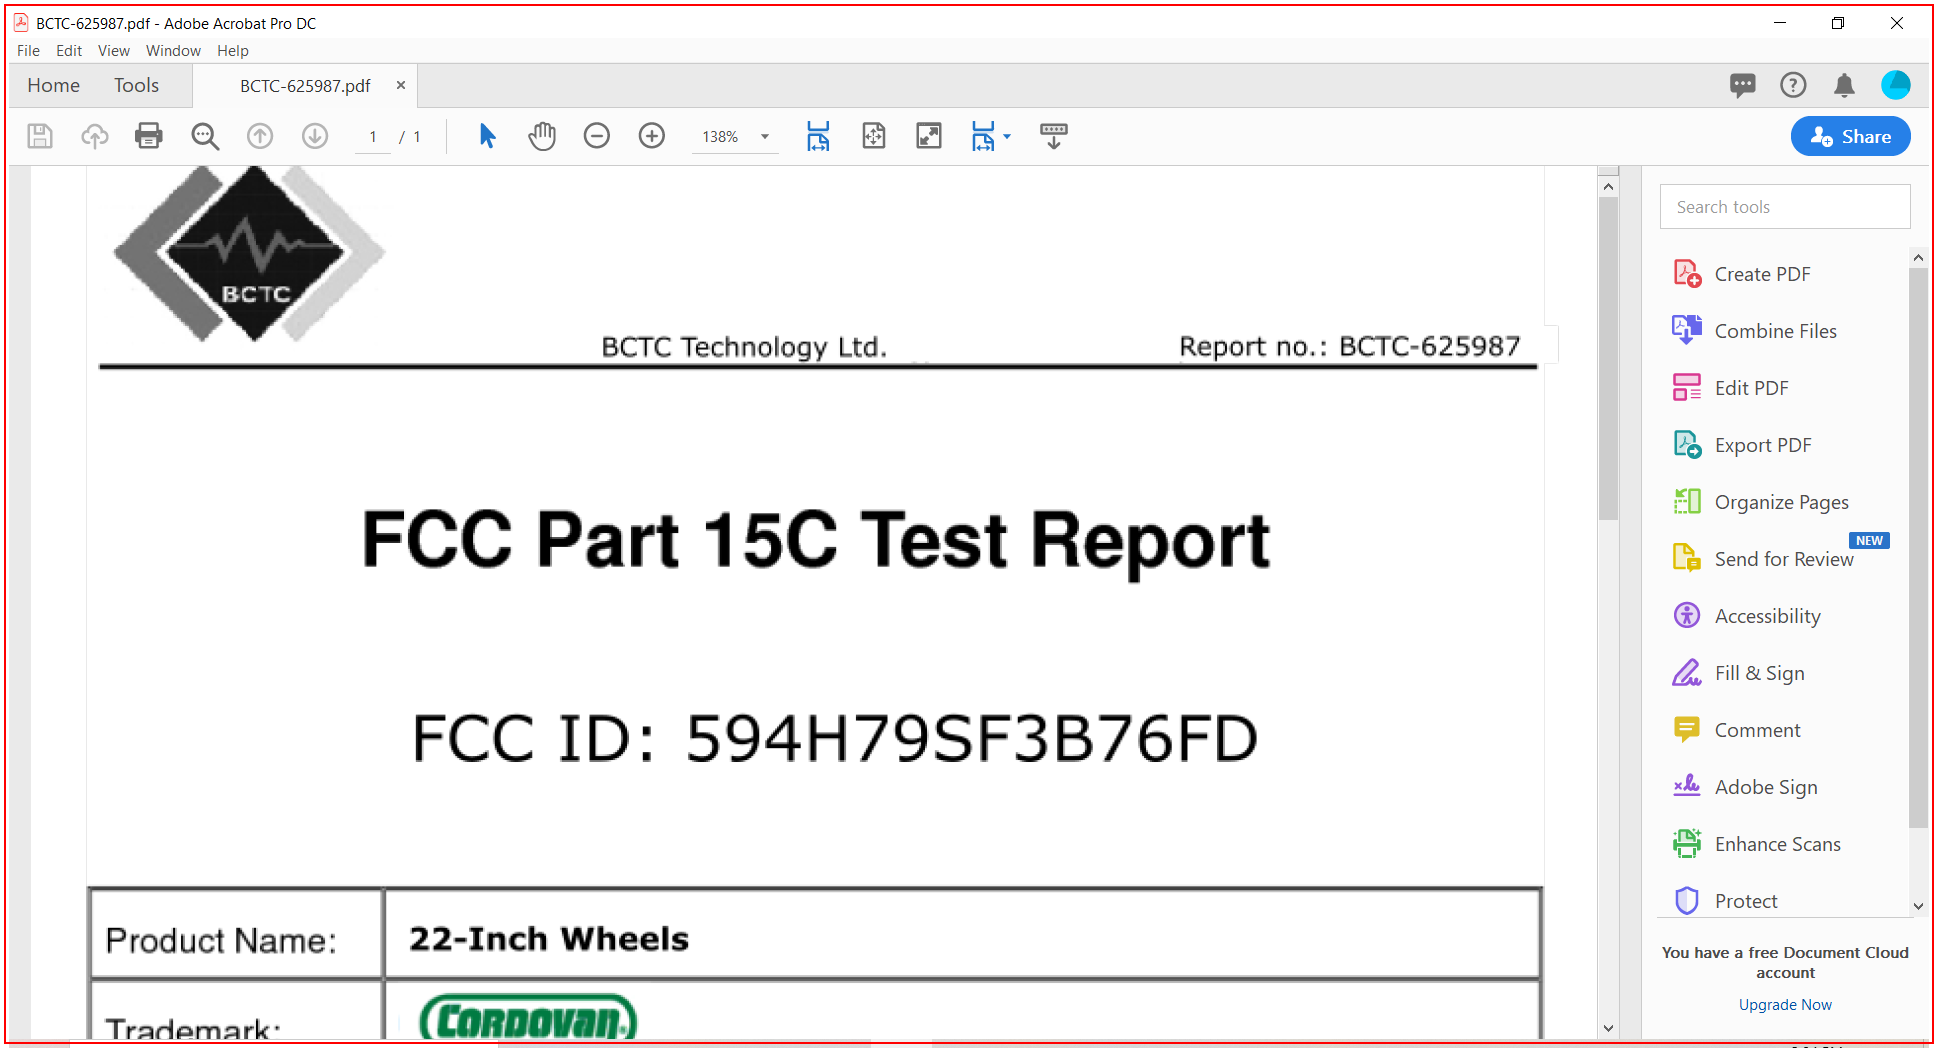 BCTC-625987.pdf - Adobe Acrobat Pro DC
File Edit View Window Help
Home Tools BCTC-625987.pdf ×
1 / 1 138% Share
BCTC
BCTC Technology Ltd. Report no.: BCTC-625987
FCC Part 15C Test Report
FCC ID: 594H79SF3B76FD
Product Name: 22-Inch Wheels
Trademark: CORDOVAN
Search tools
Create PDF
Combine Files
Edit PDF
Export PDF
Organize Pages
NEW
Send for Review
Accessibility
Fill & Sign
Comment
Adobe Sign
Enhance Scans
Protect
You have a free Document Cloud
account
Upgrade Now